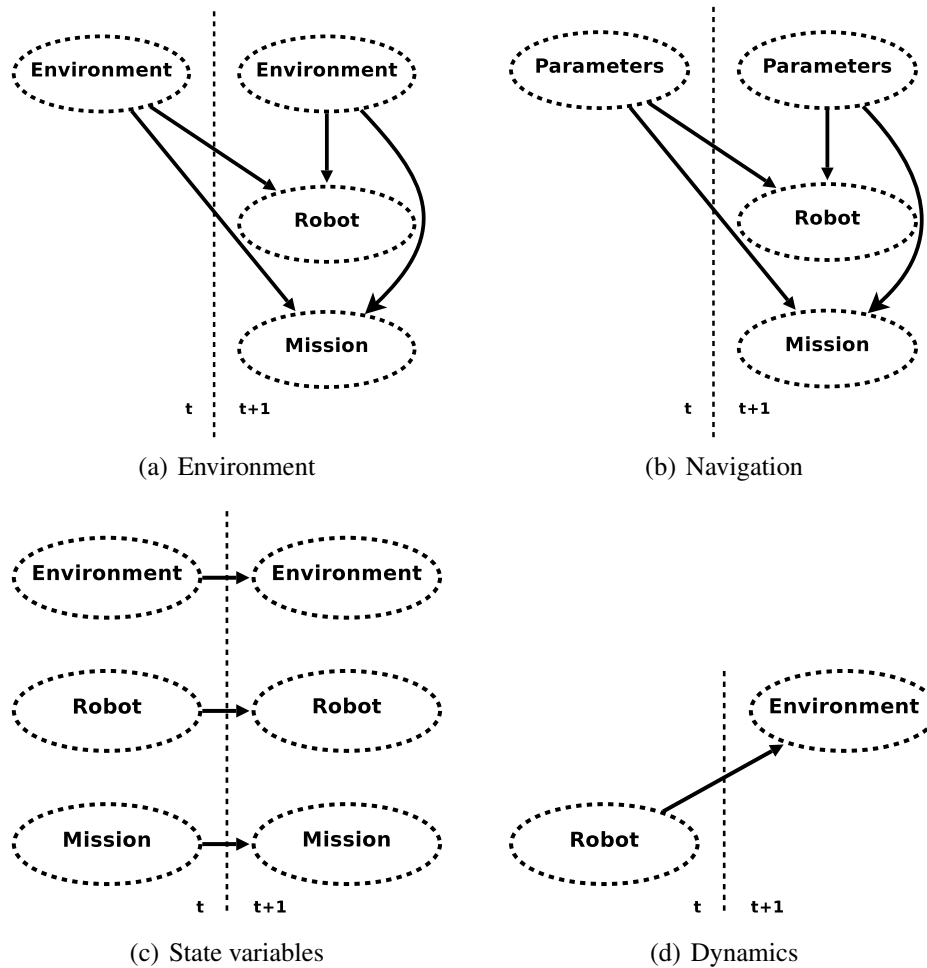 Environment Environment
Robot
Mission
t t+1
(a) Environment
Parameters Parameters
Robot
Mission
t t+1
(b) Navigation
Environment Environment
Robot Robot
Mission Mission
t t+1
(c) State variables
Environment
Robot
t t+1
(d) Dynamics